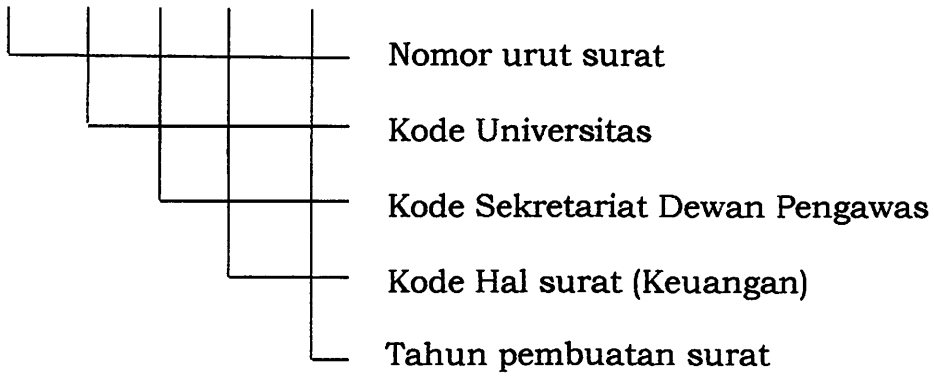 Nomor urut surat
Kode Universitas
Kode Sekretariat Dewan Pengawas
Kode Hal surat (Keuangan)
Tahun pembuatan surat